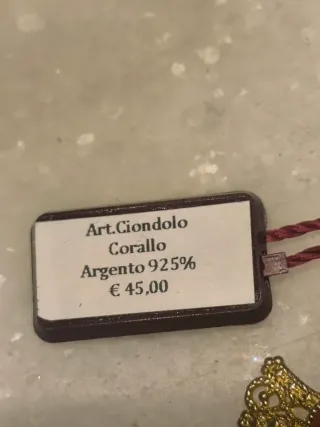 Art.Ciondolo
Corallo
Argento 925%
€ 45,00